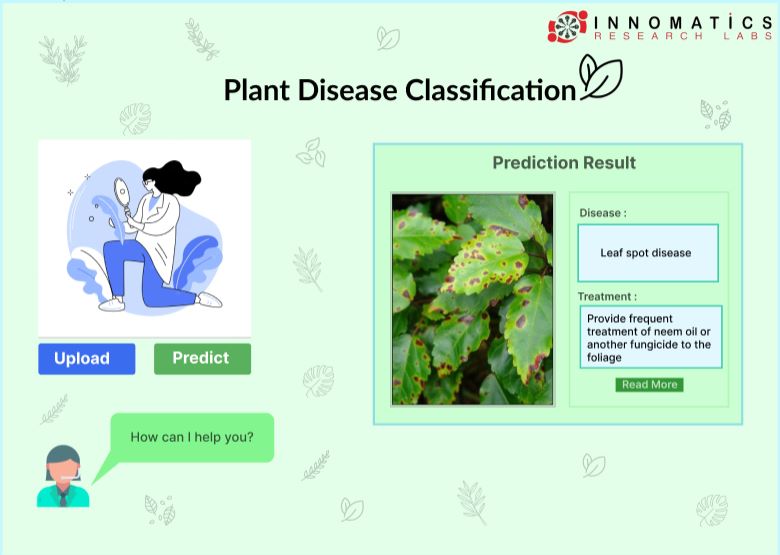 INNOMATICS
RESEARCH LABS
Plant Disease Classification
Prediction Result
Disease :
Leaf spot disease
Treatment :
Provide frequent
treatment of neem oil or
another fungicide to the
foliage
Read More
Upload
Predict
How can I help you?